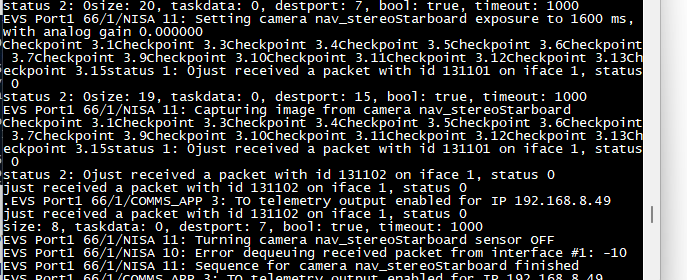 status 2: 0size: 20, taskdata: 0, destport: 7, bool: true, timeout: 1000
EVS Port1 66/1/NISA 11: Setting camera nav_stereoStarboard exposure to 1600 ms,
with analog gain 0.000000
Checkpoint 3.1Checkpoint 3.3Checkpoint 3.4Checkpoint 3.5Checkpoint 3.6Checkpoint
 3.7Checkpoint 3.9Checkpoint 3.10Checkpoint 3.11Checkpoint 3.12Checkpoint 3.13Ch
eckpoint 3.15status 1: 0just received a packet with id 131101 on iface 1, status
0
status 2: 0size: 19, taskdata: 0, destport: 15, bool: true, timeout: 1000
EVS Port1 66/1/NISA 11: Capturing image from camera nav_stereoStarboard
Checkpoint 3.1Checkpoint 3.3Checkpoint 3.4Checkpoint 3.5Checkpoint 3.6Checkpoint
 3.7Checkpoint 3.9Checkpoint 3.10Checkpoint 3.11Checkpoint 3.12Checkpoint 3.13Ch
eckpoint 3.15status 1: 0just received a packet with id 131101 on iface 1, status
0
status 2: 0just received a packet with id 131102 on iface 1, status 0
just received a packet with id 131102 on iface 1, status 0
.EVS Port1 66/1/COMMS_APP 3: TO telemetry output enabled for IP 192.168.8.49
just received a packet with id 131102 on iface 1, status 0
size: 8, taskdata: 0, destport: 7, bool: true, timeout: 1000
EVS Port1 66/1/NISA 11: Turning camera nav_stereoStarboard sensor OFF
EVS Port1 66/1/NISA 10: Error dequeuing received packet from interface #1: -10
EVS Port1 66/1/NISA 11: Sequence for camera nav_stereoStarboard finished
EVS Port1 66/1/COMMS_APP 3: TO telemetry output enabled for IP 192.168.8.49